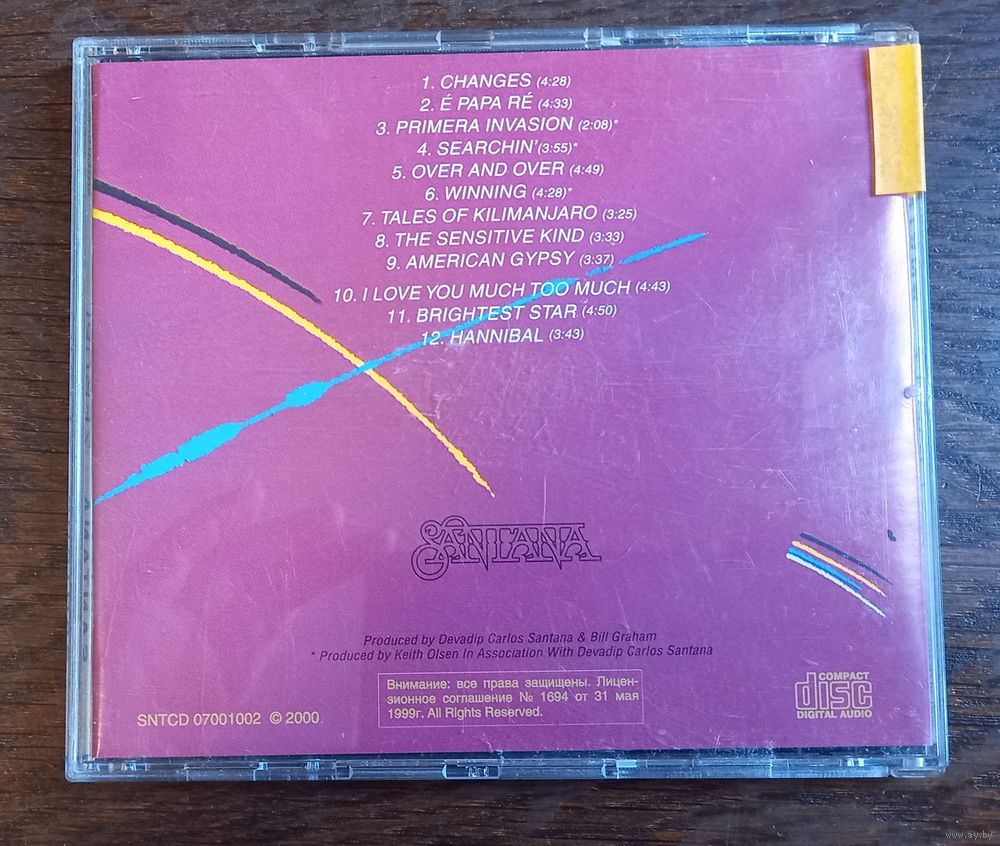 1. CHANGES (4:28)
2. É PAPA RÉ (4:33)
3. PRIMERA INVASION (2:08)*
4. SEARCHIN' (3:55)*
5. OVER AND OVER (4:49)
6. WINNING (4:28)*
7. TALES OF KILIMANJARO (3:25)
8. THE SENSITIVE KIND (3:33)
9. AMERICAN GYPSY (3:37)
10. I LOVE YOU MUCH TOO MUCH (4:43)
11. BRIGHTEST STAR (4:50)
12. HANNIBAL (3:43)
SANTANA
Produced by Devadip Carlos Santana & Bill Graham
* Produced by Keith Olsen In Association With Devadip Carlos Santana
Внимание: все права защищены. Лицен-
зионное соглашение № 1694 от 31 мая
1999г. All Rights Reserved.
SNTCD 07001002 © 2000
COMPACT
disc
DIGITAL AUDIO
www.ay.by